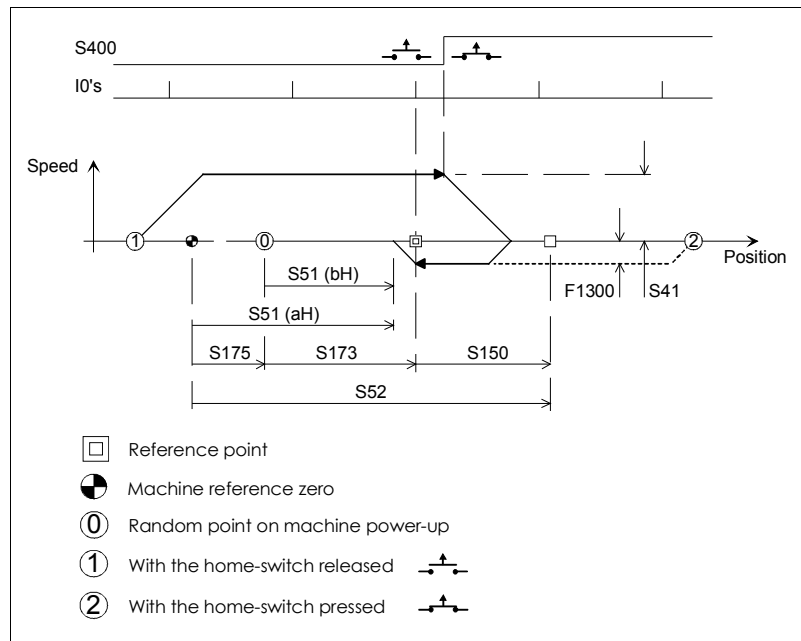 S400
I0's
Speed
1
0
2
Position
S51 (bH)
F1300
S41
S51 (aH)
S175
S173
S150
S52
Reference point
Machine reference zero
0 Random point on machine power-up
1 With the home-switch released
2 With the home-switch pressed